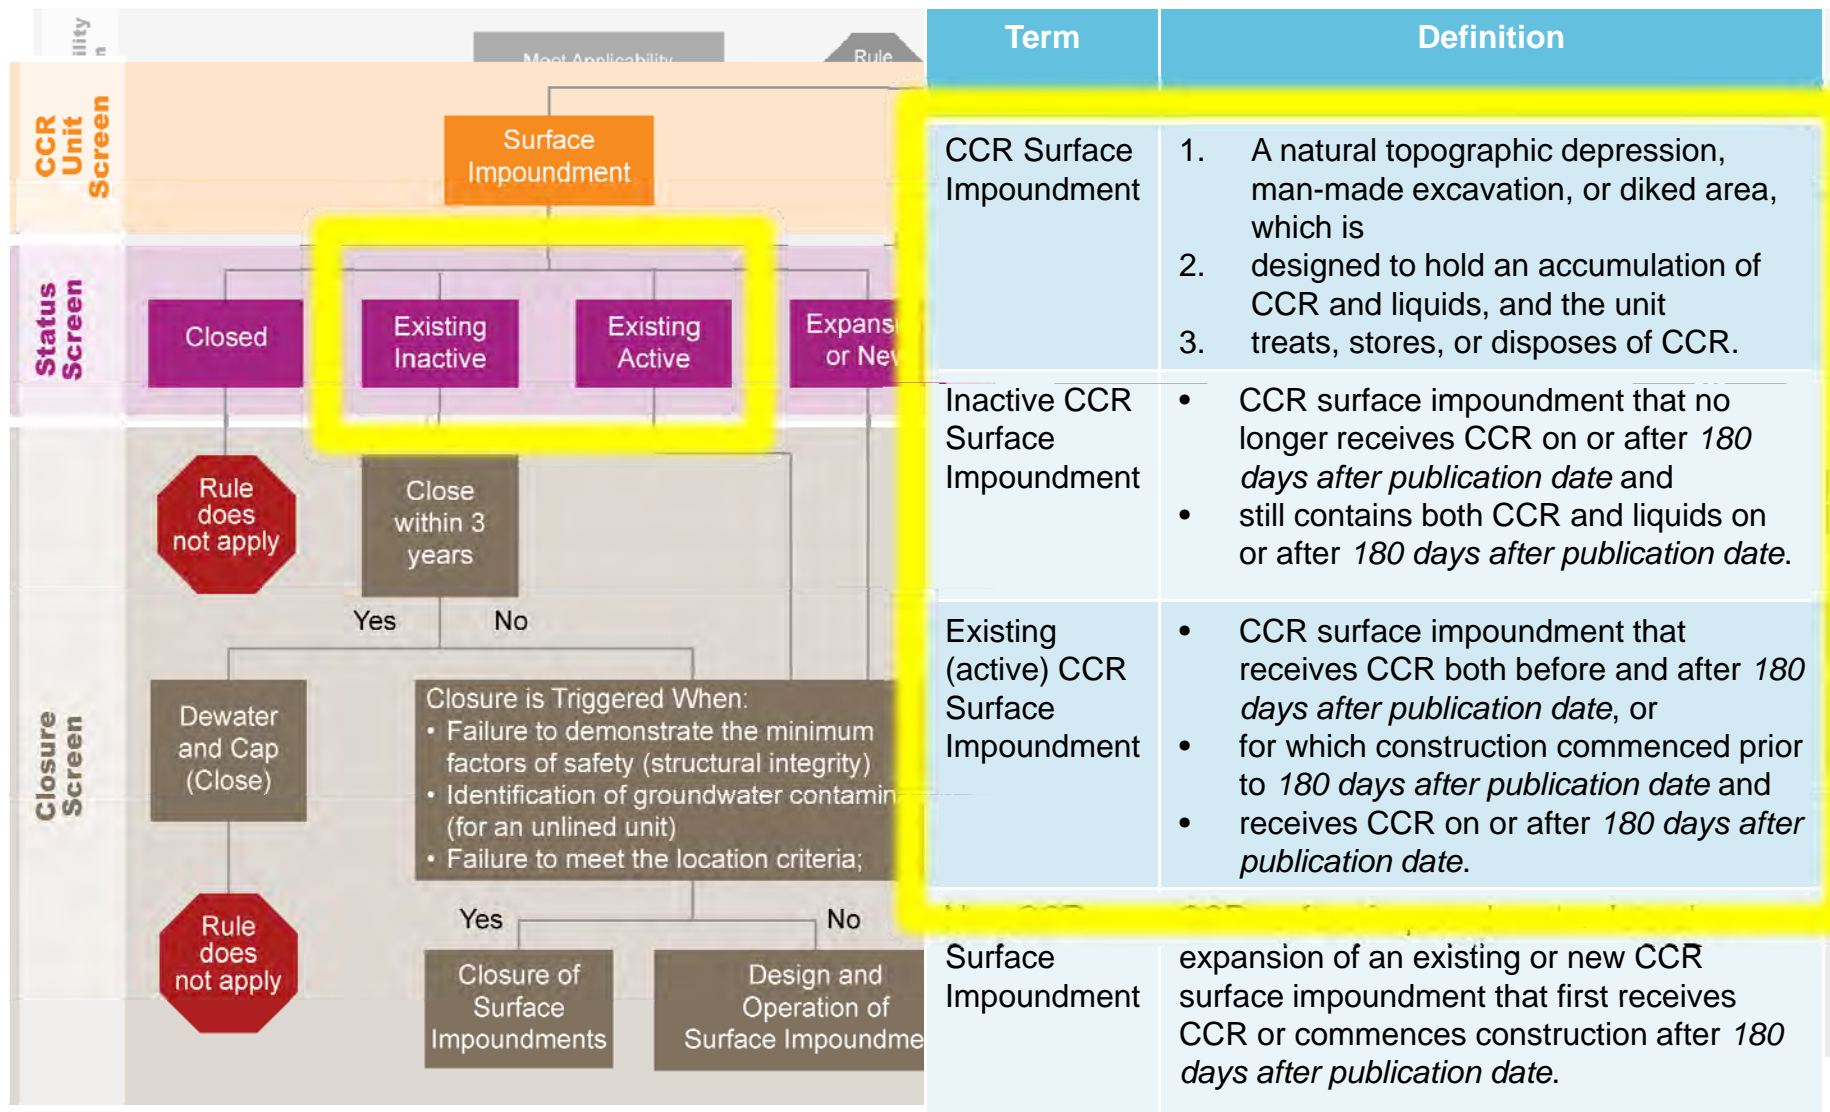 Meet Applicability
Rule
CCR
Unit
Screen
Surface
Impoundment
Status
Screen
Closed
Existing
Inactive
Existing
Active
or
Closure
Screen
Rule
does
not apply
Close
within 3
years
Yes
No
Dewater
and Cap
(Close)
Closure is Triggered When:
• Failure to demonstrate the minimum
factors of safety (structural integrity)
• Identification of groundwater
(for an unlined unit)
• Failure to meet the location criteria;
Rule
does
not apply
Yes
No
Closure of
Surface
Impoundments
Design and
Operation of
Surface
Term
Definition
CCR Surface
Impoundment
1. A natural topographic depression,
man-made excavation, or diked area,
which is
2. designed to hold an accumulation of
CCR and liquids, and the unit
3. treats, stores, or disposes of CCR.
Inactive CCR
Surface
Impoundment
• CCR surface impoundment that no
longer receives CCR on or after 180
days after publication date and
• still contains both CCR and liquids on
or after 180 days after publication date.
Existing
(active) CCR
Surface
Impoundment
• CCR surface impoundment that
receives CCR both before and after 180
days after publication date, or
• for which construction commenced prior
to 180 days after publication date and
• receives CCR on or after 180 days after
publication date.
Surface
Impoundment
expansion of an existing or new CCR
surface impoundment that first receives
CCR or commences construction after 180
days after publication date.